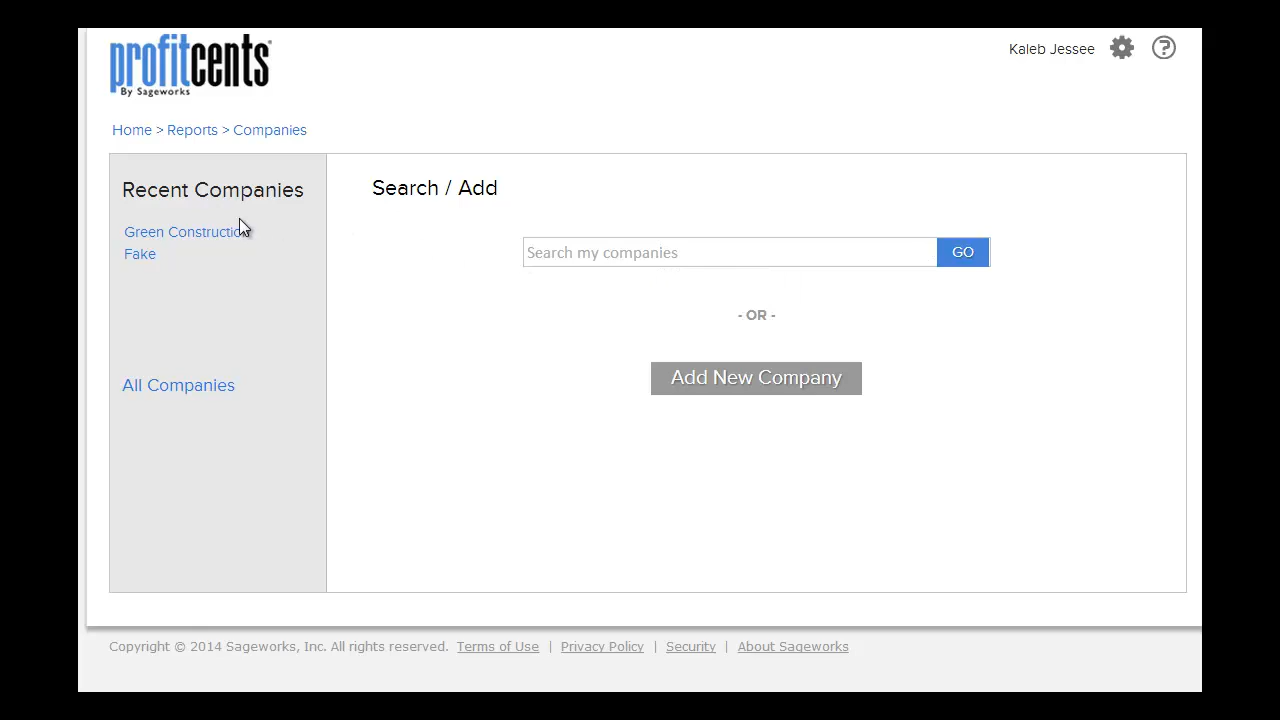 profitcents
By Sageworks
Kaleb Jessee
Home > Reports > Companies
Recent Companies
Green Constructio
Fake
All Companies
Search / Add
Search my companies
GO
- OR -
Add New Company
Copyright © 2014 Sageworks, Inc. All rights reserved. Terms of Use | Privacy Policy | Security | About Sageworks